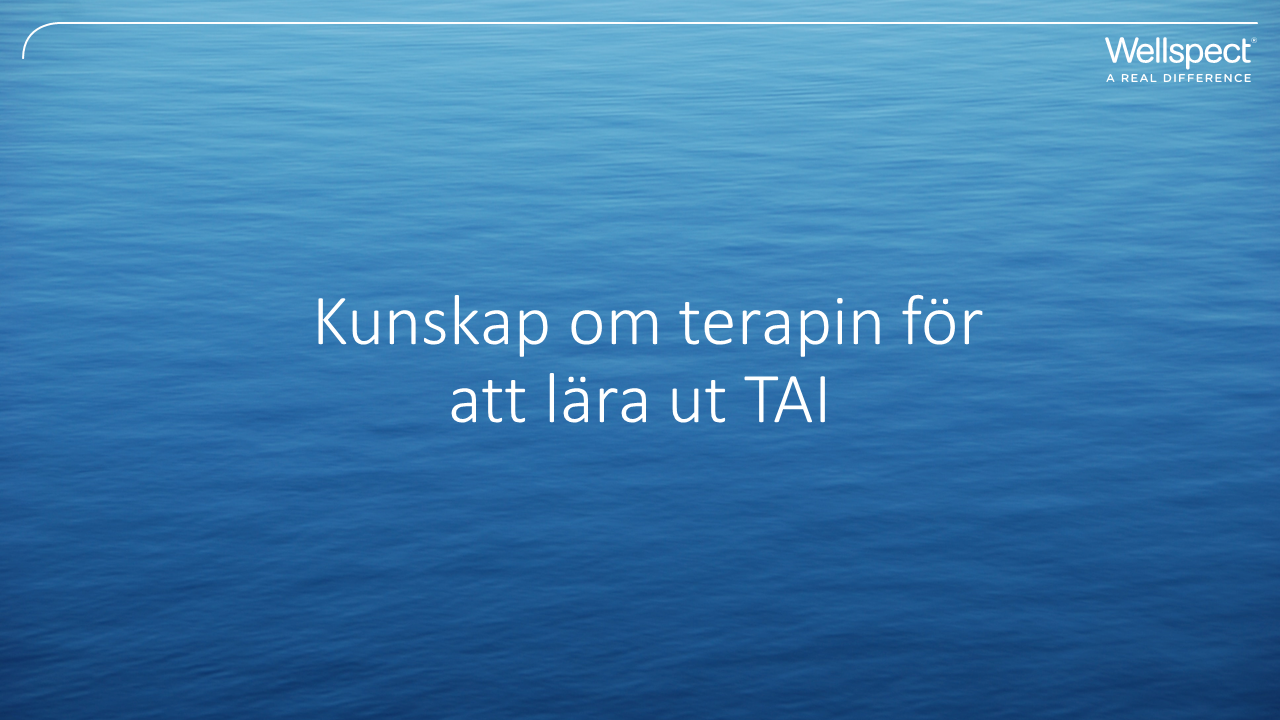 Wellspect®
A REAL DIFFERENCE
Kunskap om terapin för
att lära ut TAI